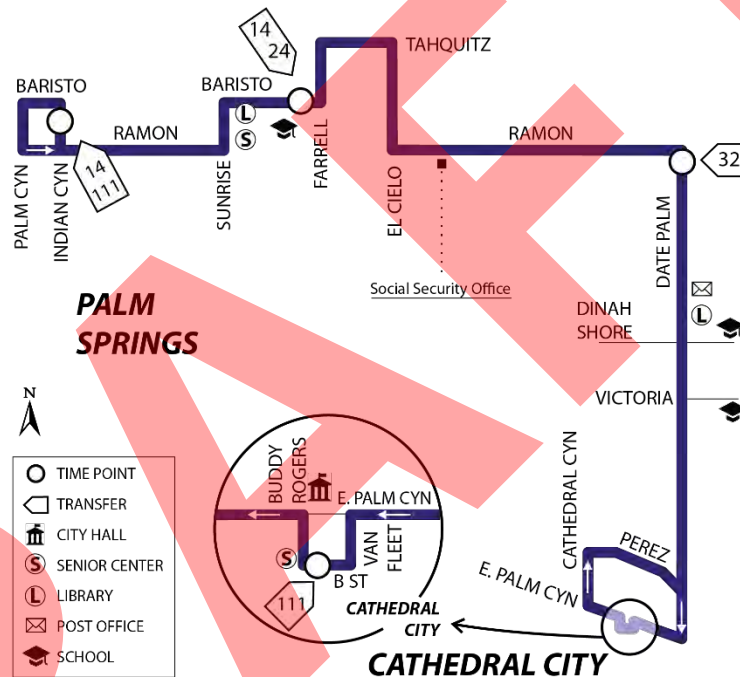 14
24
TAHQUITZ
BARISTO
BARISTO
L
S
RAMON
RAMON
32
14
111
PALM CYN
INDIAN CYN
SUNRISE
FARRELL
EL CIELO
DATE PALM
Social Security Office
PALM
SPRINGS
DINAH
SHORE
L
VICTORIA
N
TIME POINT
TRANSFER
CITY HALL
S SENIOR CENTER
L LIBRARY
POST OFFICE
SCHOOL
BUDDY
ROGERS
E. PALM CYN
VAN
FLEET
S
B ST
111
CATHEDRAL
CITY
CATHEDRAL CYN
PEREZ
E. PALM CYN
CATHEDRAL CITY